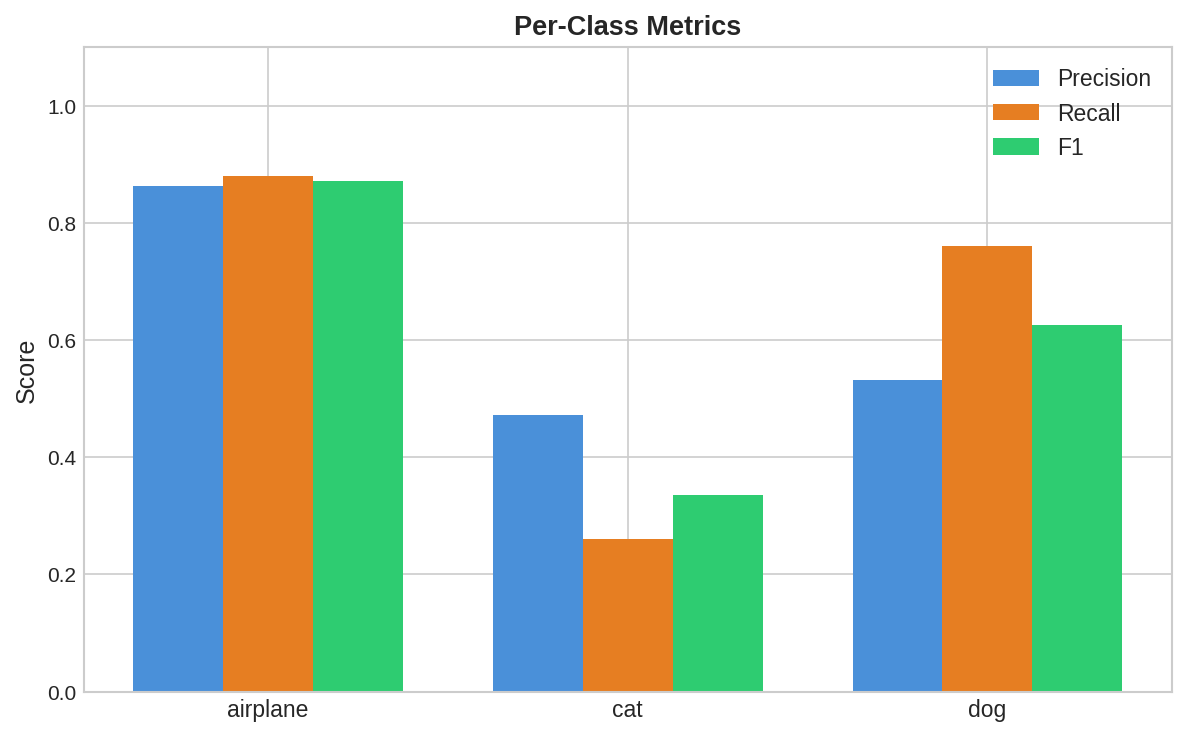 Per-Class Metrics
Precision
Recall
F1
1.0
0.8
0.6
0.4
0.2
0.0
Score
airplane
cat
dog